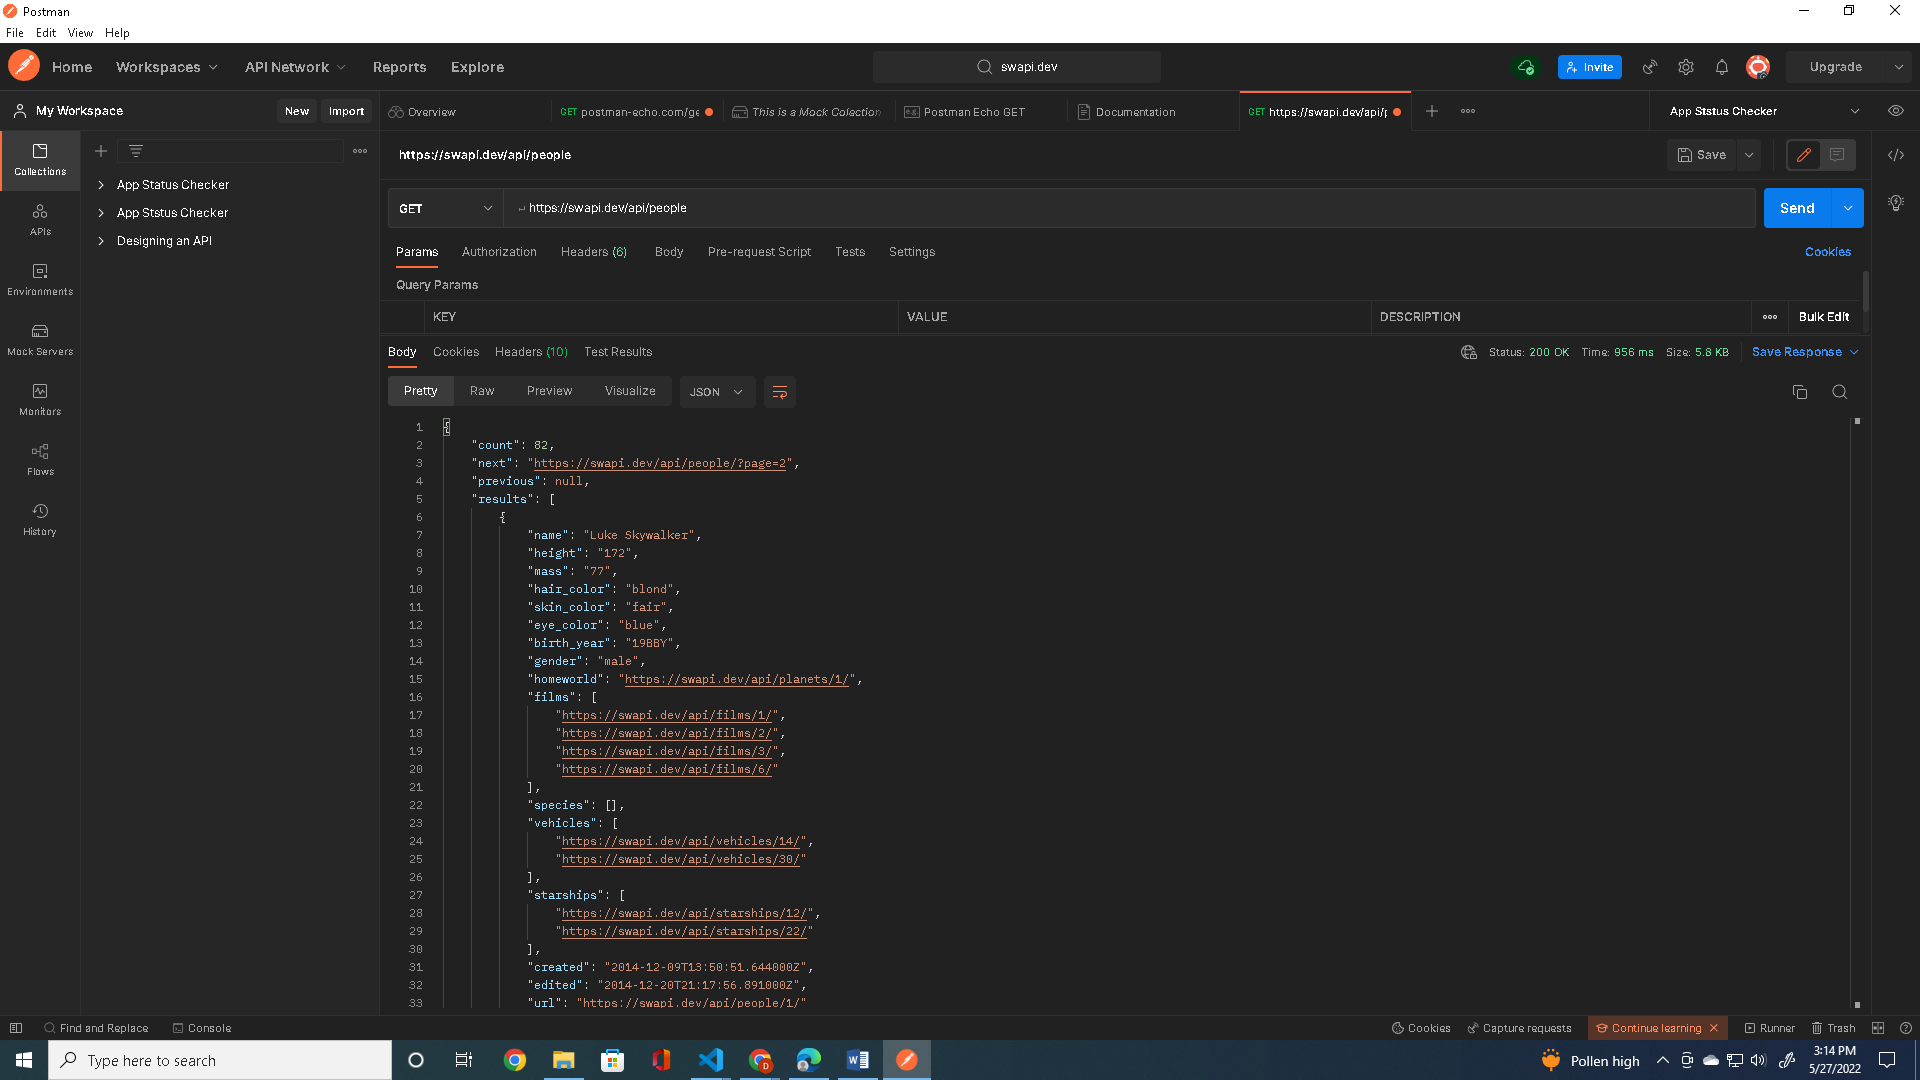 Postman
File Edit View Help
Home Workspaces API Network Reports Explore swapi.dev Invite Upgrade
My Workspace New Import Overview GET postman-echo.com/ge This is a Mock Colection Postman Echo GET Documentation GET https://swapi.dev/api/p App Ststus Checker
https://swapi.dev/api/people Save
Collections
App Status Checker
App Ststus Checker
Designing an API
APIs
Environments
Mock Servers
Monitors
Flows
History
GET https://swapi.dev/api/people Send
Params Authorization Headers (6) Body Pre-request Script Tests Settings Cookies
Query Params
KEY VALUE DESCRIPTION Bulk Edit
Body Cookies Headers (10) Test Results Status: 200 OK Time: 956 ms Size: 5.8 KB Save Response
Pretty Raw Preview Visualize JSON
1 {
2 "count": 82,
3 "next": "https://swapi.dev/api/people/?page=2",
4 "previous": null,
5 "results": [
6 {
7 "name": "Luke Skywalker",
8 "height": "172",
9 "mass": "77",
10 "hair_color": "blond",
11 "skin_color": "fair",
12 "eye_color": "blue",
13 "birth_year": "19BBY",
14 "gender": "male",
15 "homeworld": "https://swapi.dev/api/planets/1/",
16 "films": [
17 "https://swapi.dev/api/films/1/",
18 "https://swapi.dev/api/films/2/",
19 "https://swapi.dev/api/films/3/",
20 "https://swapi.dev/api/films/6/"
21 ],
22 "species": [],
23 "vehicles": [
24 "https://swapi.dev/api/vehicles/14/",
25 "https://swapi.dev/api/vehicles/30/"
26 ],
27 "starships": [
28 "https://swapi.dev/api/starships/12/",
29 "https://swapi.dev/api/starships/22/"
30 ],
31 "created": "2014-12-09T13:50:51.644000Z",
32 "edited": "2014-12-20T21:17:56.891000Z",
33 "url": "https://swapi.dev/api/people/1/"
Find and Replace Console Cookies Capture requests Continue learning Runner Trash
Type here to search Pollen high 3:14 PM
5/27/2022